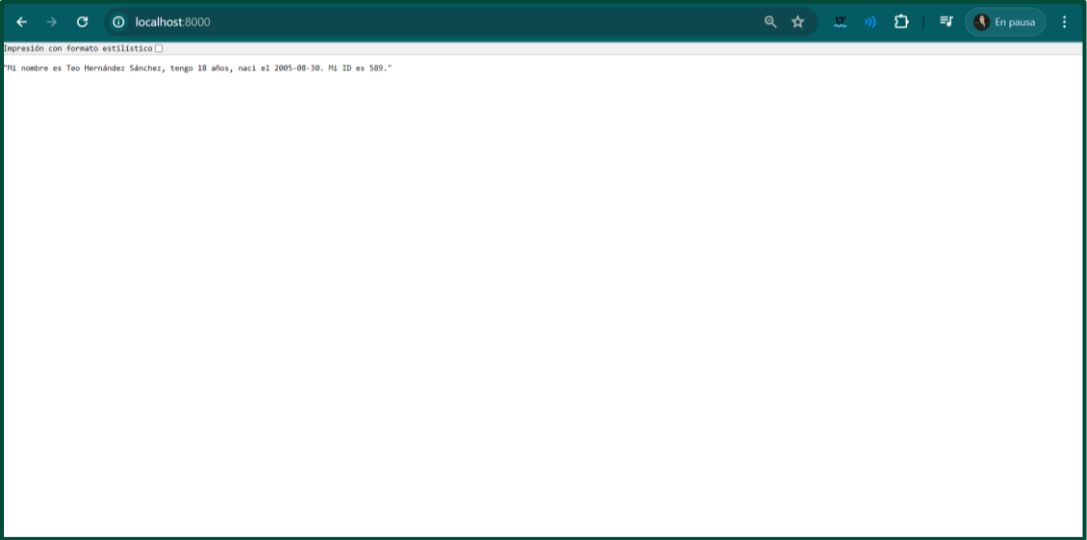 localhost:8000
En pausa
Impresión con formato estilístico
"Mi nombre es Teo Hernández Sánchez, tengo 18 años, nací el 2005-08-30. Mi ID es 589."